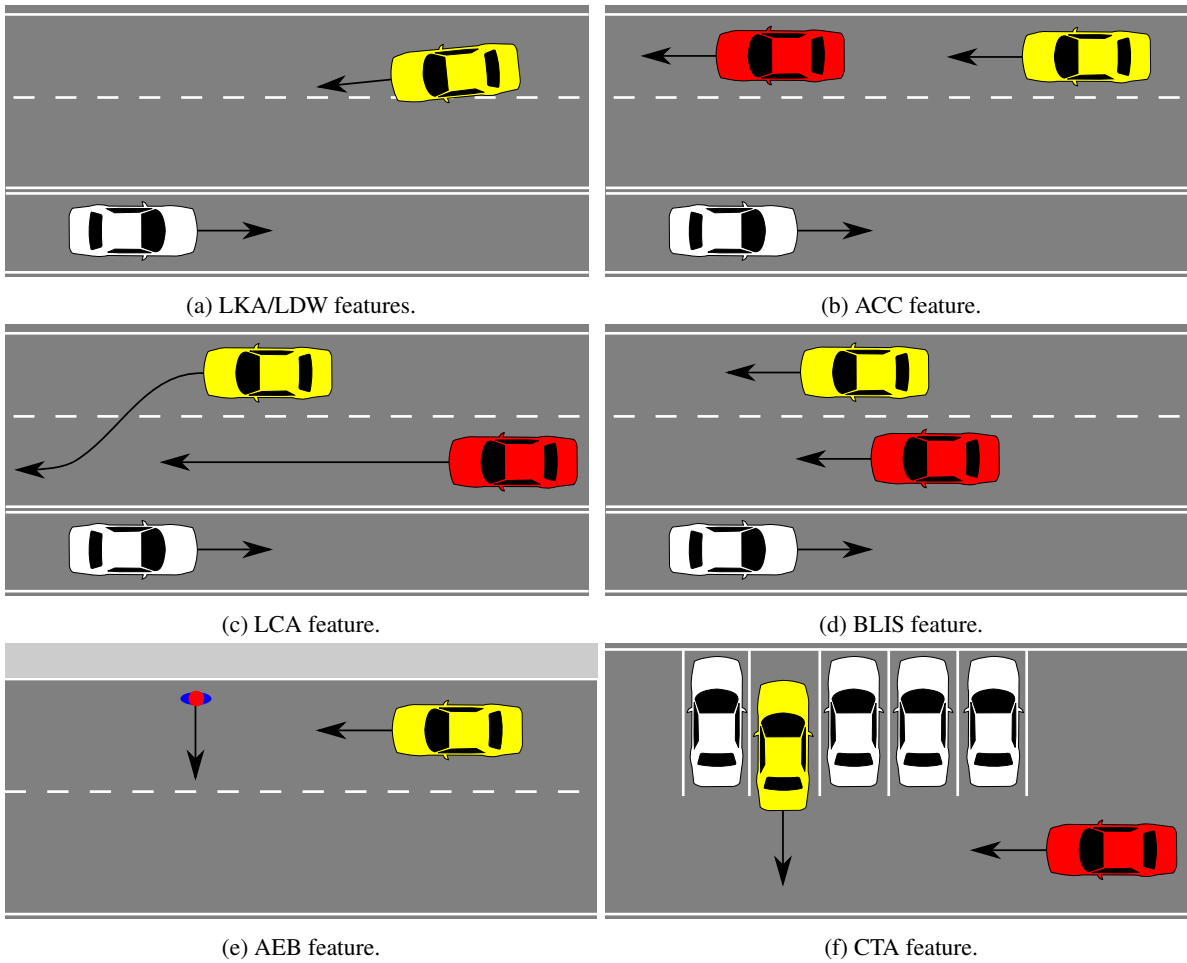 (a) LKA/LDW features.
(b) ACC feature.
(c) LCA feature.
(d) BLIS feature.
(e) AEB feature.
(f) CTA feature.